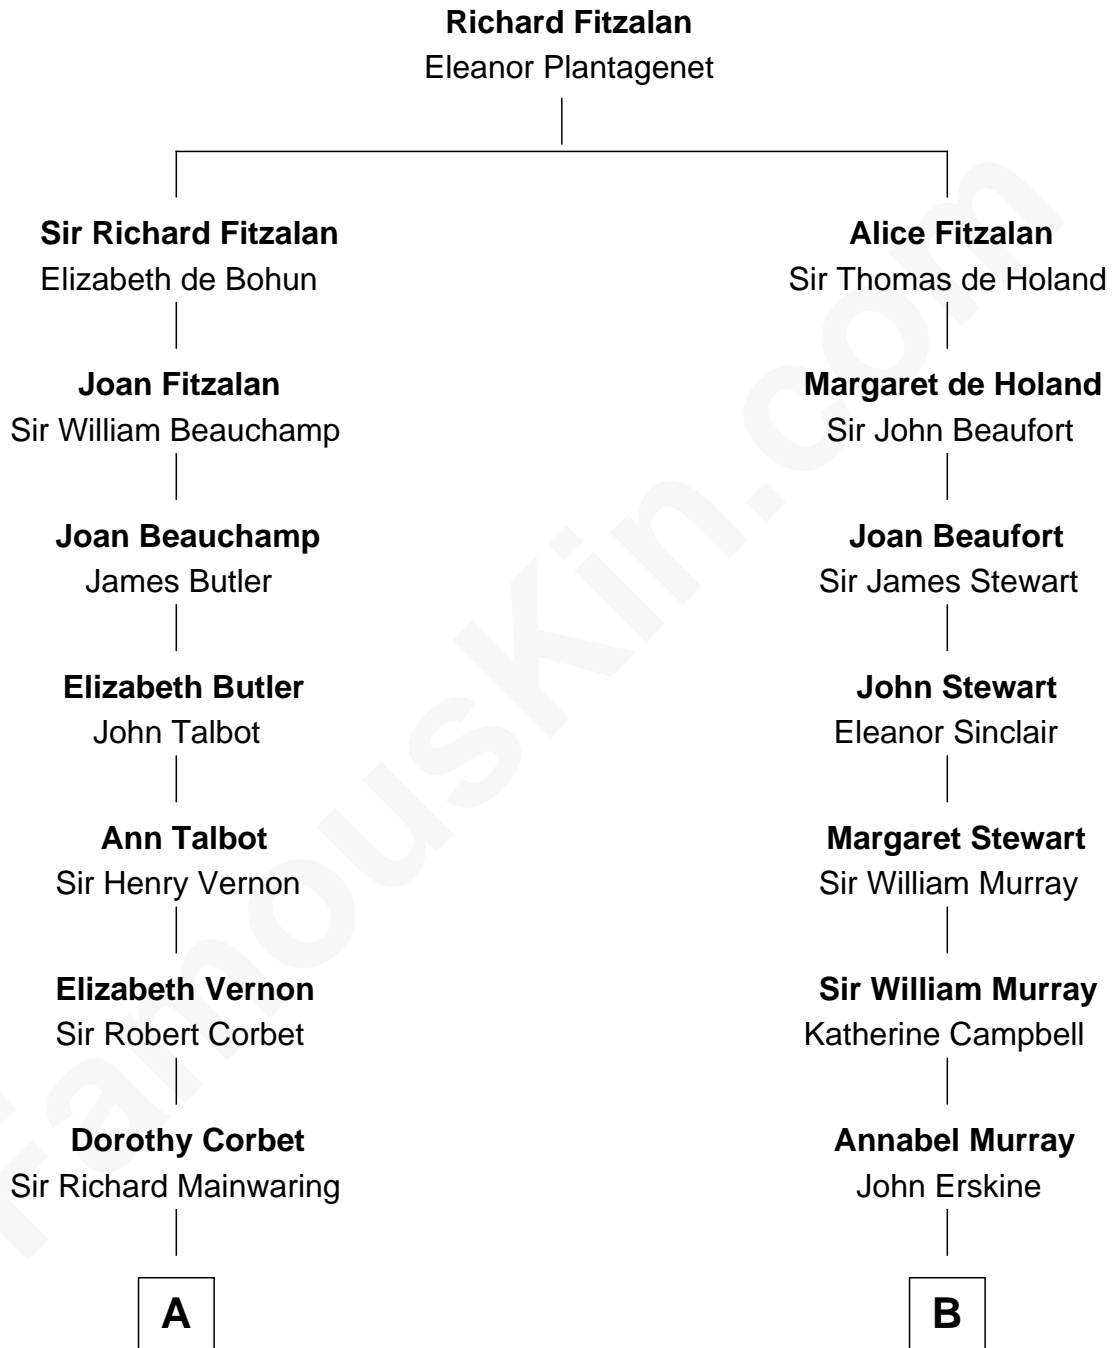 Richard Fitzalan
Eleanor Plantagenet
Sir Richard Fitzalan
Elizabeth de Bohun
Alice Fitzalan
Sir Thomas de Holand
Joan Fitzalan
Sir William Beauchamp
Margaret de Holand
Sir John Beaufort
Joan Beauchamp
James Butler
Joan Beaufort
Sir James Stewart
Elizabeth Butler
John Talbot
John Stewart
Eleanor Sinclair
Ann Talbot
Sir Henry Vernon
Margaret Stewart
Sir William Murray
Elizabeth Vernon
Sir Robert Corbet
Sir William Murray
Katherine Campbell
Dorothy Corbet
Sir Richard Mainwaring
Annabel Murray
John Erskine
A
B
FamousKin.com